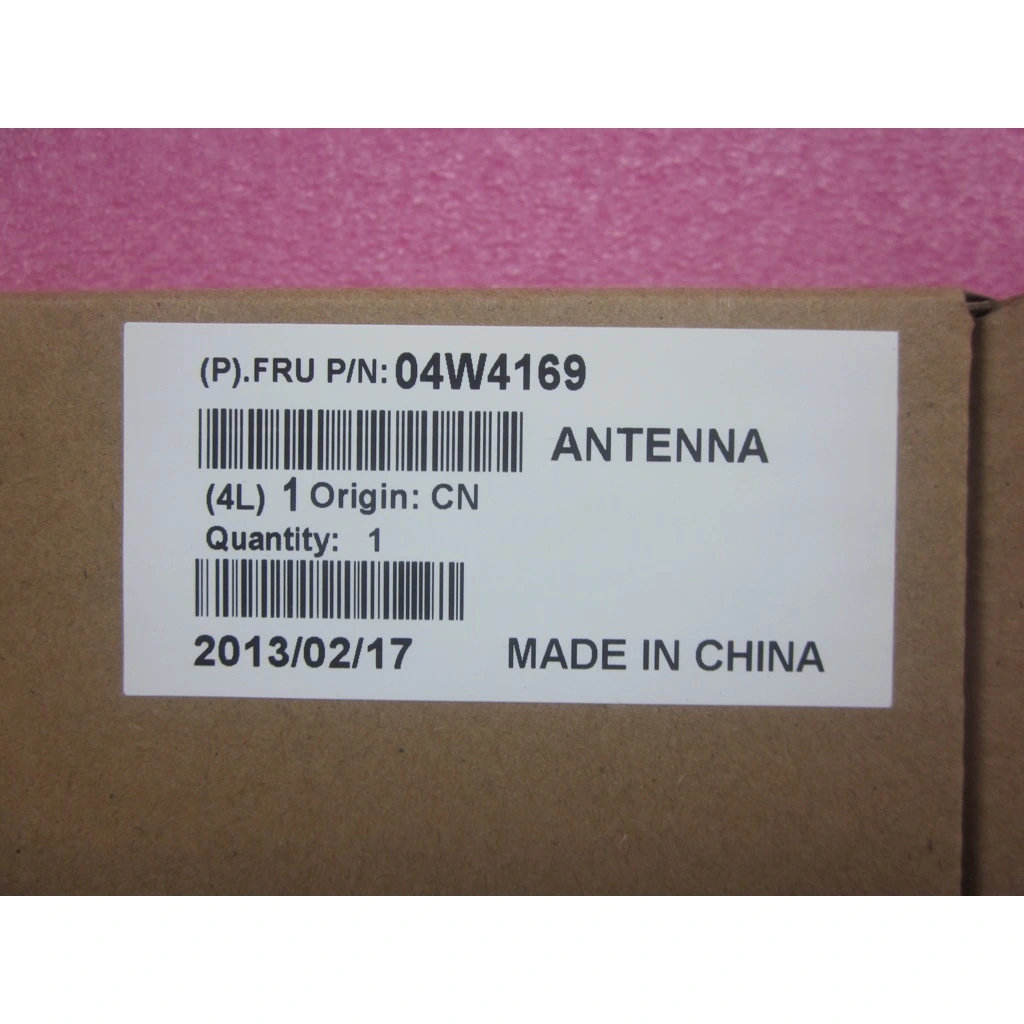 (P).FRU P/N: 04W4169
ANTENNA
(4L) 1 Origin: CN
Quantity: 1
2013/02/17 MADE IN CHINA